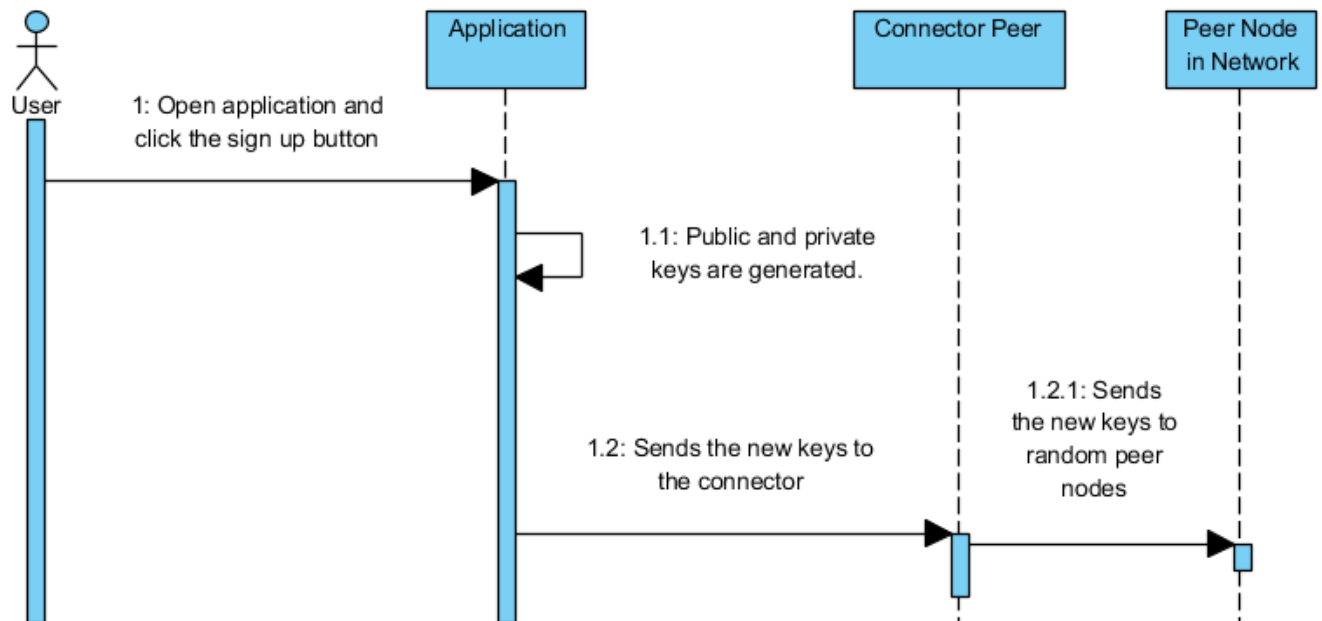 Application
Connector Peer
Peer Node
in Network
User
1: Open application and
click the sign up button
1.1: Public and private
keys are generated.
1.2: Sends the new keys to
the connector
1.2.1: Sends
the new keys to
random peer
nodes